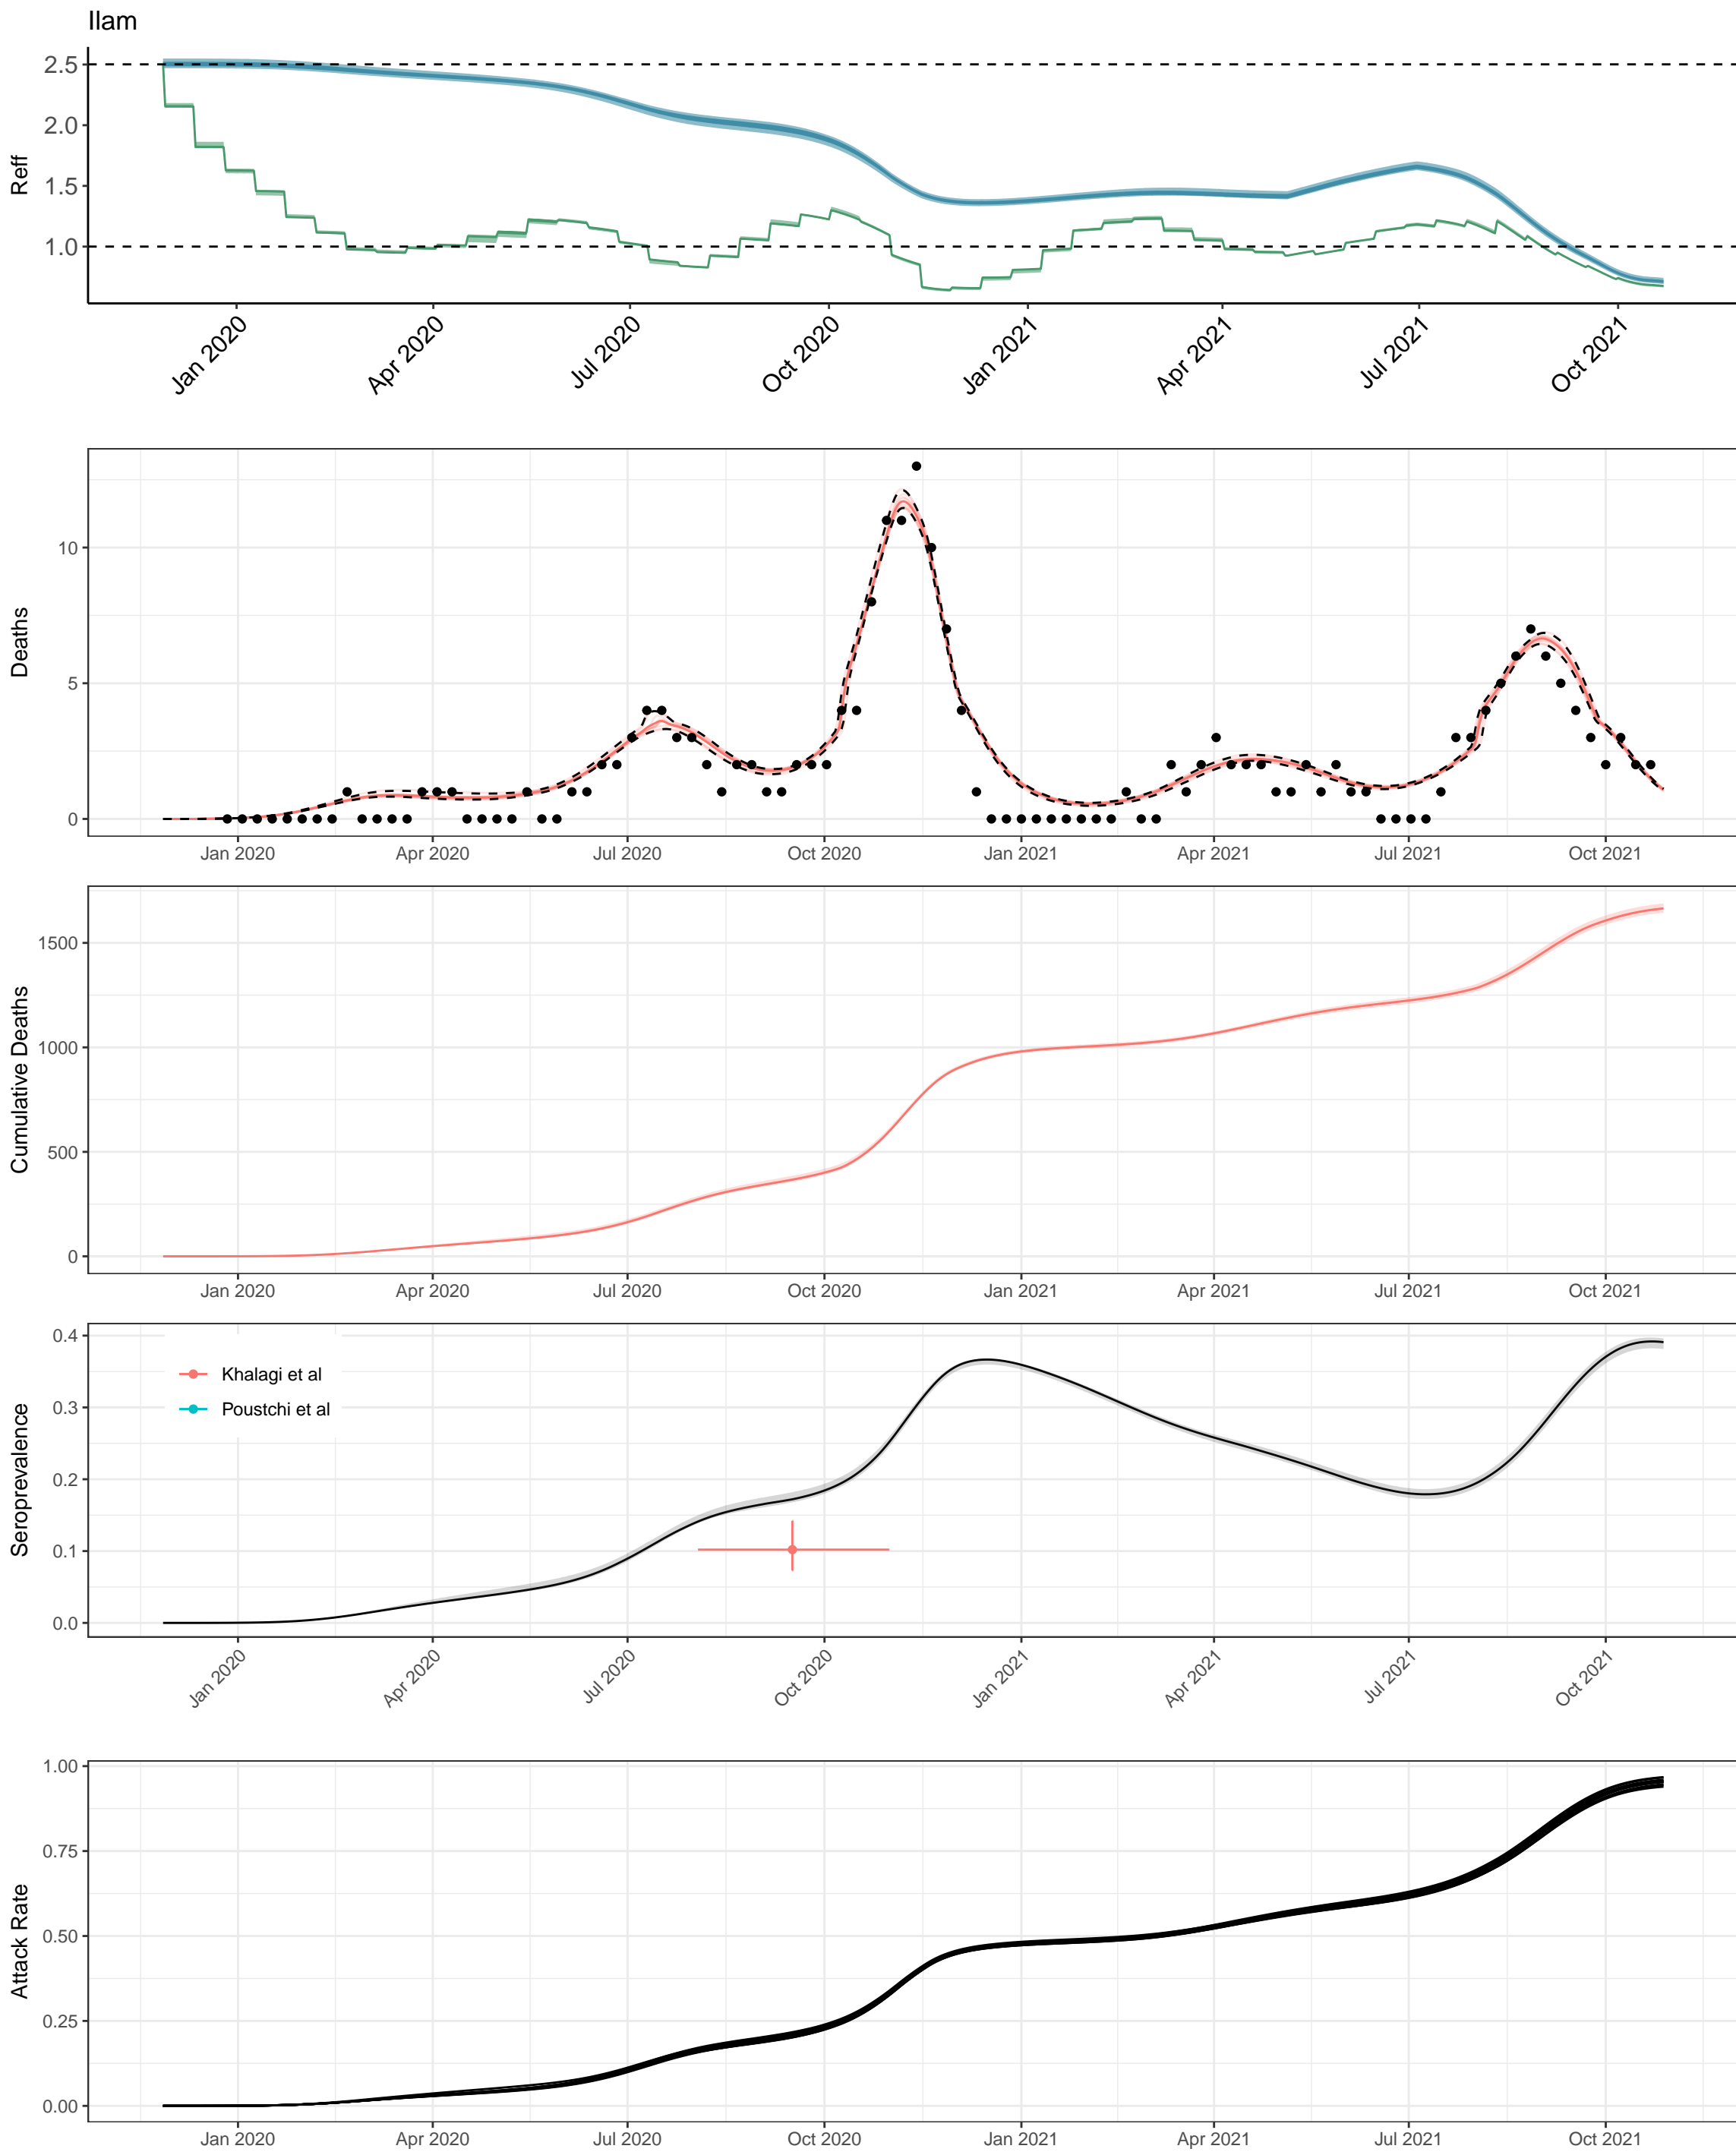 Ilam
Reff
2.5
2.0
1.5
1.0
Jan 2020
Apr 2020
Jul 2020
Oct 2020
Jan 2021
Apr 2021
Jul 2021
Oct 2021
Deaths
10
5
0
Jan 2020
Apr 2020
Jul 2020
Oct 2020
Jan 2021
Apr 2021
Jul 2021
Oct 2021
Cumulative Deaths
1500
1000
500
0
Jan 2020
Apr 2020
Jul 2020
Oct 2020
Jan 2021
Apr 2021
Jul 2021
Oct 2021
Seroprevalence
0.4
0.3
0.2
0.1
0.0
Khalagi et al
Poustchi et al
Jan 2020
Apr 2020
Jul 2020
Oct 2020
Jan 2021
Apr 2021
Jul 2021
Oct 2021
Attack Rate
1.00
0.75
0.50
0.25
0.00
Jan 2020
Apr 2020
Jul 2020
Oct 2020
Jan 2021
Apr 2021
Jul 2021
Oct 2021